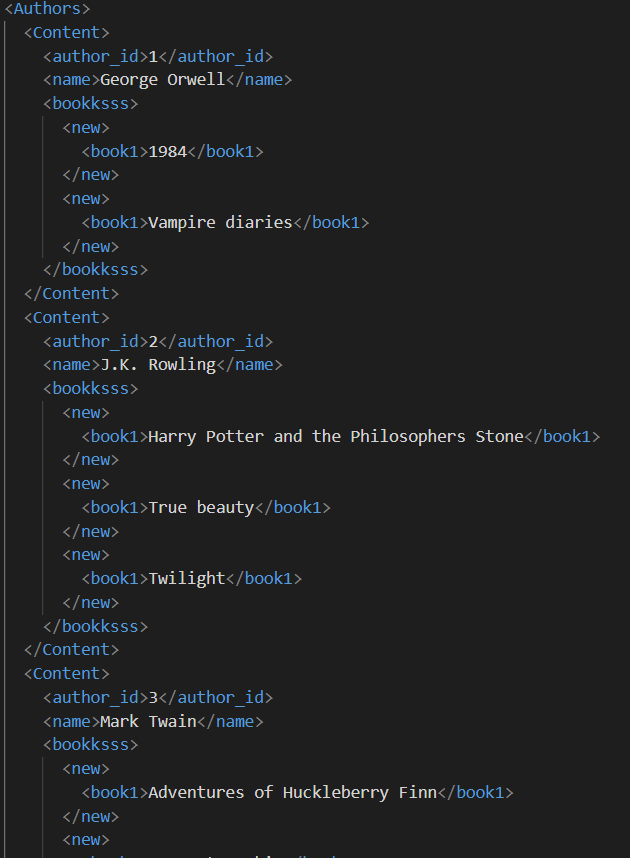 <Authors>
<Content>
<author_id>1</author_id>
<name>George Orwell</name>
<bookksss>
<new>
<book1>1984</book1>
</new>
<new>
<book1>Vampire diaries</book1>
</new>
</bookksss>
</Content>
<Content>
<author_id>2</author_id>
<name>J.K. Rowling</name>
<bookksss>
<new>
<book1>Harry Potter and the Philosophers Stone</book1>
</new>
<new>
<book1>True beauty</book1>
</new>
<new>
<book1>Twilight</book1>
</new>
</bookksss>
</Content>
<Content>
<author_id>3</author_id>
<name>Mark Twain</name>
<bookksss>
<new>
<book1>Adventures of Huckleberry Finn</book1>
</new>
<new>